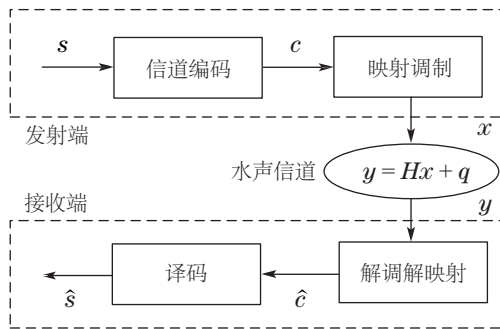 s
c
信道编码
映射调制
发射端
x
水声信道
y = Hx + q
接收端
y
译码
解调解映射
ŝ
ĉ